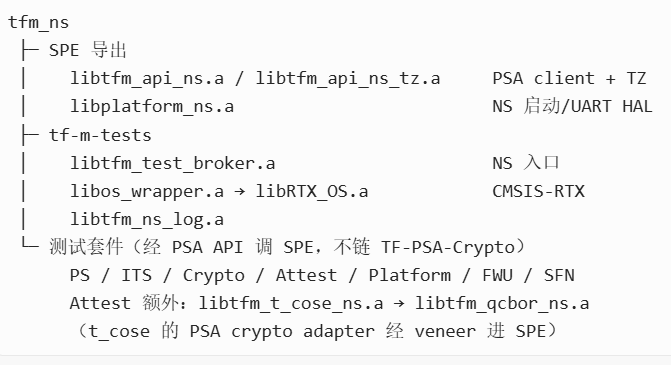 tfm_ns
├─ SPE 导出
│    libtfm_api_ns.a / libtfm_api_ns_tz.a    PSA client + TZ
│    libplatform_ns.a    NS 启动/UART HAL
├─ tf-m-tests
│    libtfm_test_broker.a    NS 入口
│    libos_wrapper.a → libRTX_OS.a    CMSIS-RTX
│    libtfm_ns_log.a
└─ 测试套件（经 PSA API 调 SPE，不链 TF-PSA-Crypto）
PS / ITS / Crypto / Attest / Platform / FWU / SFN
Attest 额外：libtfm_t_cose_ns.a → libtfm_qcbor_ns.a
（t_cose 的 PSA crypto adapter 经 veneer 进 SPE）